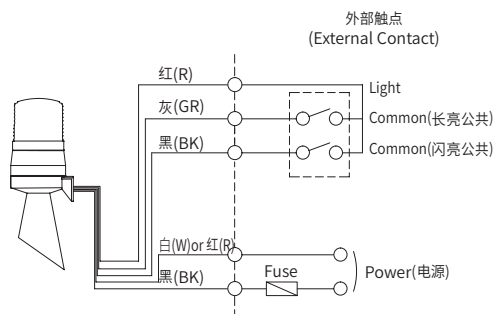 外部触点
(External Contact)
红(R)
Light
灰(GR)
Common(长亮公共)
黑(BK)
Common(闪亮公共)
白(W)or 红(R)
Fuse
Power(电源)
黑(BK)